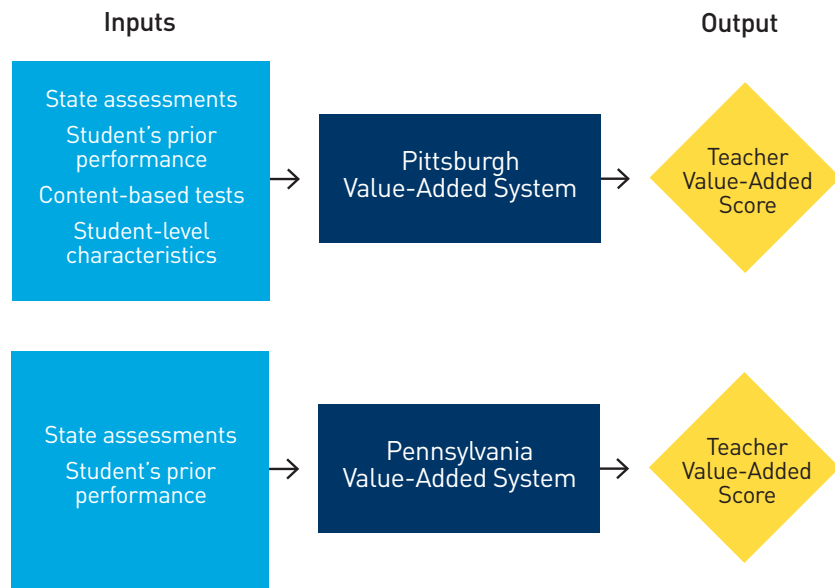 Inputs
Output
State assessments
Student's prior
performance
Content-based tests
Student-level
characteristics
Pittsburgh
Value-Added System
Teacher
Value-Added
Score
State assessments
Student's prior
performance
Pennsylvania
Value-Added System
Teacher
Value-Added
Score